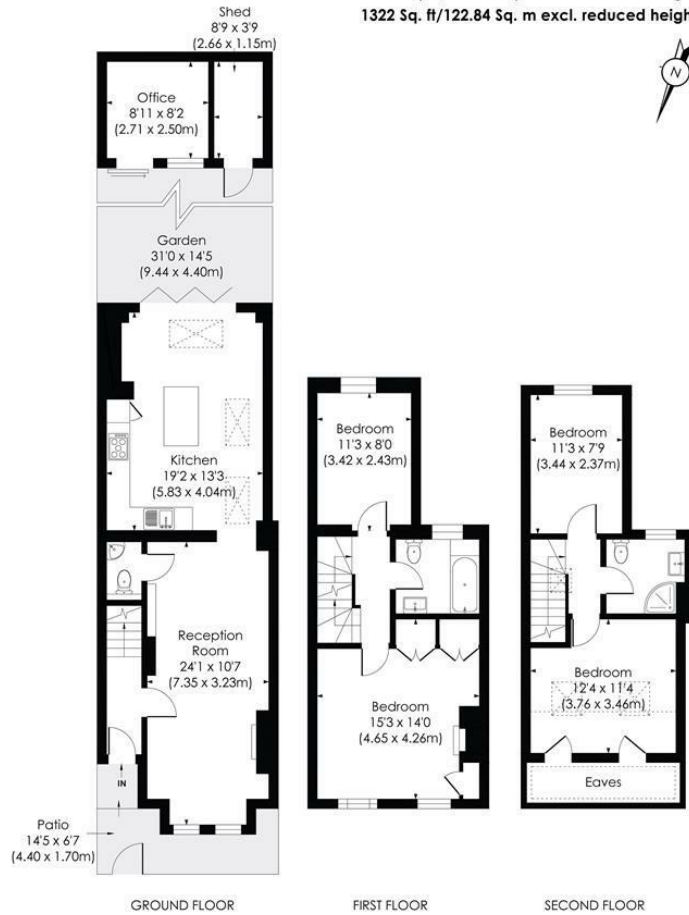 1322 Sq. ft/122.84 Sq. m excl. reduced heigh
N
Shed
8'9 x 3'9
(2.66 x 1.15m)
Office
8'11 x 8'2
(2.71 x 2.50m)
Garden
31'0 x 14'5
(9.44 x 4.40m)
Kitchen
19'2 x 13'3
(5.83 x 4.04m)
Reception
Room
24'1 x 10'7
(7.35 x 3.23m)
IN
Patio
14'5 x 6'7
(4.40 x 1.70m)
GROUND FLOOR
Bedroom
11'3 x 8'0
(3.42 x 2.43m)
Bedroom
15'3 x 14'0
(4.65 x 4.26m)
FIRST FLOOR
Bedroom
11'3 x 7'9
(3.44 x 2.37m)
Bedroom
12'4 x 11'4
(3.76 x 3.46m)
Eaves
SECOND FLOOR